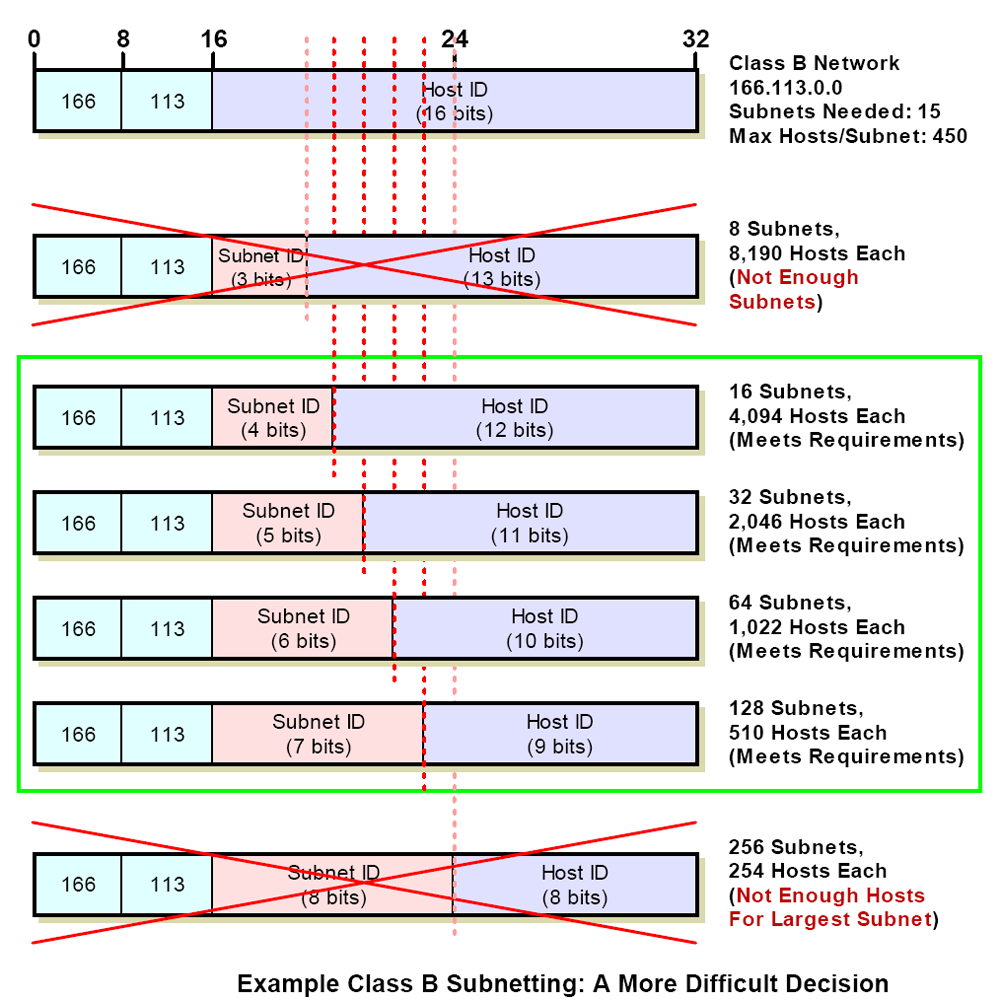 0 8 16 24 32
166 113 Host ID
(16 bits)
Class B Network
166.113.0.0
Subnets Needed: 15
Max Hosts/Subnet: 450
166 113 Subnet ID
(3 bits)
Host ID
(13 bits)
8 Subnets,
8,190 Hosts Each
(Not Enough
Subnets)
166 113 Subnet ID
(4 bits)
Host ID
(12 bits)
16 Subnets,
4,094 Hosts Each
(Meets Requirements)
166 113 Subnet ID
(5 bits)
Host ID
(11 bits)
32 Subnets,
2,046 Hosts Each
(Meets Requirements)
166 113 Subnet ID
(6 bits)
Host ID
(10 bits)
64 Subnets,
1,022 Hosts Each
(Meets Requirements)
166 113 Subnet ID
(7 bits)
Host ID
(9 bits)
128 Subnets,
510 Hosts Each
(Meets Requirements)
166 113 Subnet ID
(8 bits)
Host ID
(8 bits)
256 Subnets,
254 Hosts Each
(Not Enough Hosts
For Largest Subnet)
Example Class B Subnetting: A More Difficult Decision